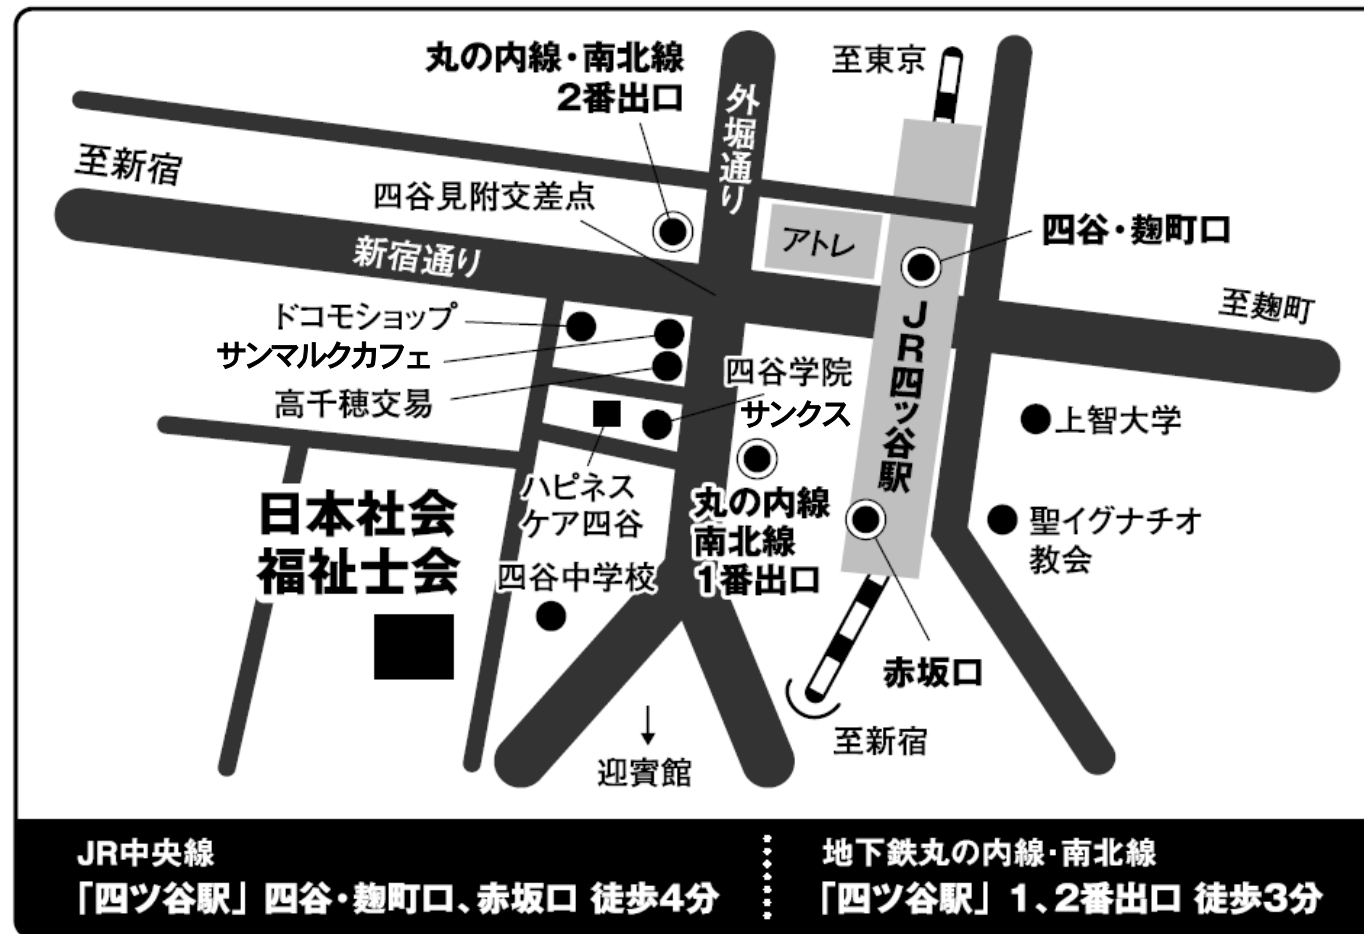 丸の内線・南北線
2番出口
至東京
外堀通り
至新宿
四谷見附交差点
アトレ
四谷・麹町口
新宿通り
至麹町
ドコモショップ
サンマルクカフェ
高千穂交易
JR四ツ谷駅
四谷学院
サンクス
上智大学
日本社会
福祉士会
ハピネス
ケア四谷
丸の内線
南北線
1番出口
聖イグナチオ
教会
四谷中学校
赤坂口
至新宿
迎賓館
JR中央線
「四ツ谷駅」 四谷・麹町口、赤坂口 徒歩4分
地下鉄丸の内線・南北線
「四ツ谷駅」 1、2番出口 徒歩3分